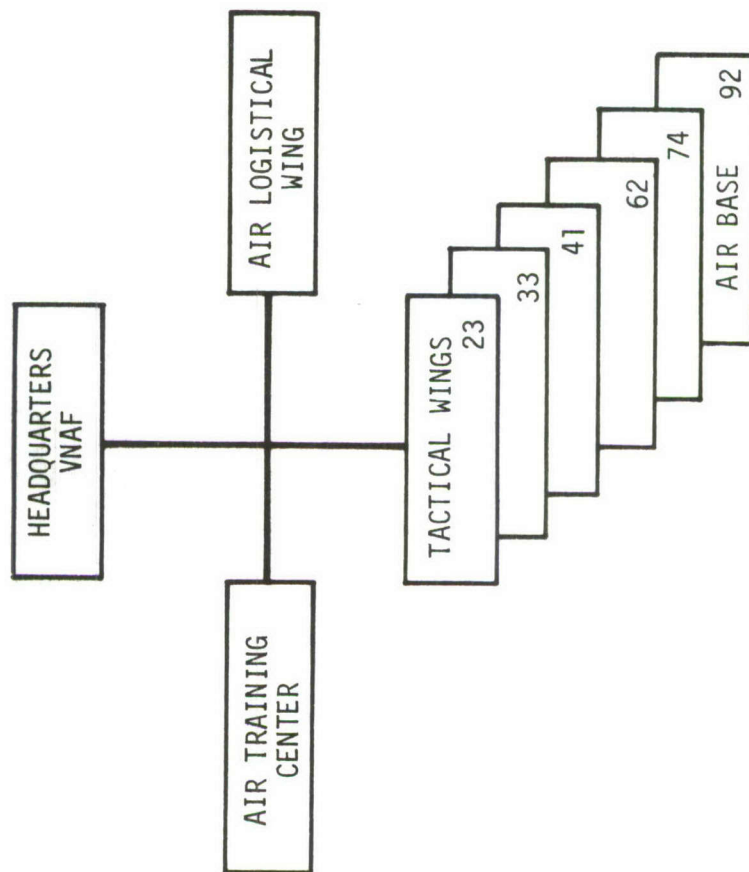 HEADQUARTERS
VNAF
AIR TRAINING
CENTER
AIR LOGISTICAL
WING
TACTICAL WINGS
23
33
41
62
74
AIR BASE
92